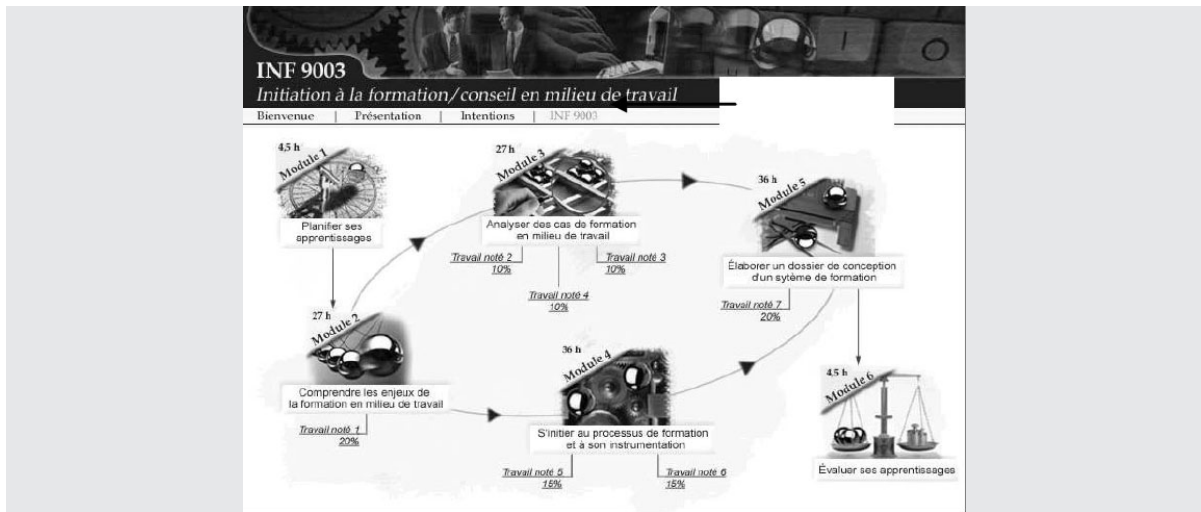 INF 9003
Initiation à la formation/conseil en milieu de travail
Bienvenue | Présentation | Intentions | INF 9003
4,5 h
Module 1
Planifier ses
apprentissages
27 h
Module 2
Comprendre les enjeux de
la formation en milieu de travail
Travail noté 1
20%
27 h
Module 3
Analyser des cas de formation
en milieu de travail
Travail noté 2
10%
Travail noté 4
10%
Travail noté 3
10%
36 h
Module 4
S'initier au processus de formation
et à son instrumentation
Travail noté 5
15%
Travail noté 6
15%
36 h
Module 5
Élaborer un dossier de conception
d'un sytème de formation
Travail noté 7
20%
4,5 h
Module 6
Évaluer ses apprentissages